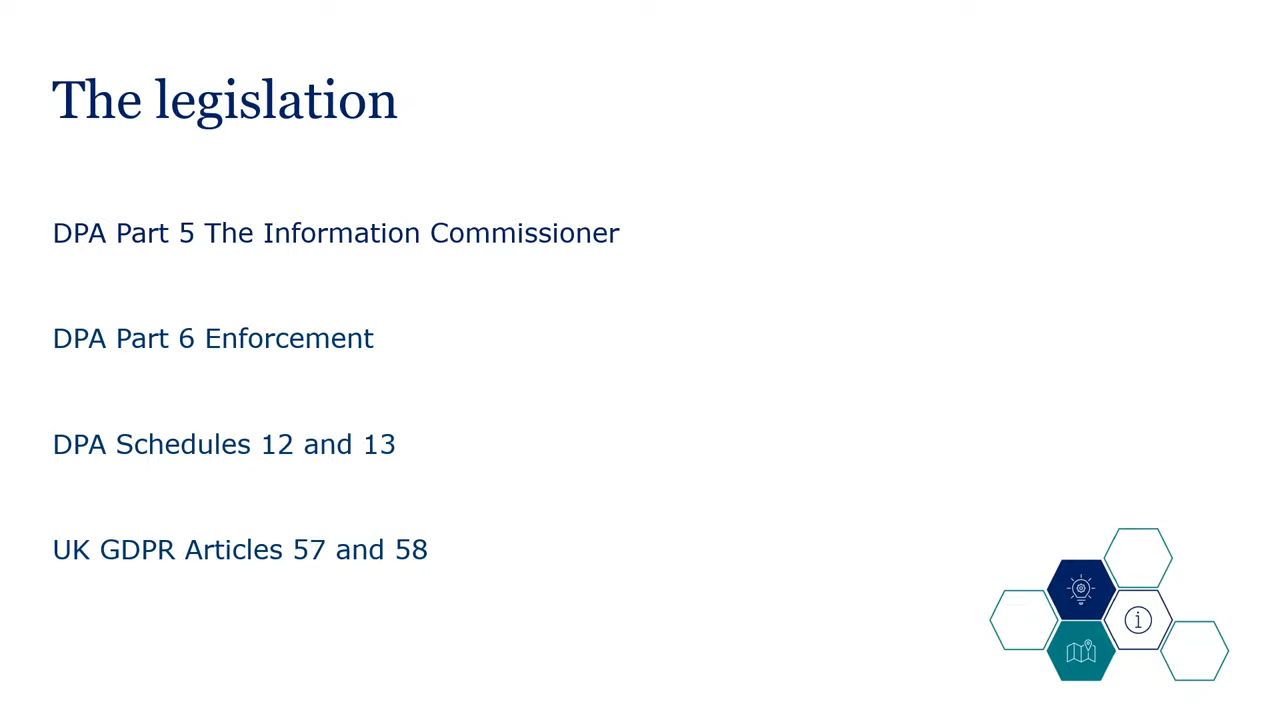 The legislation
DPA Part 5 The Information Commissioner
DPA Part 6 Enforcement
DPA Schedules 12 and 13
UK GDPR Articles 57 and 58
i